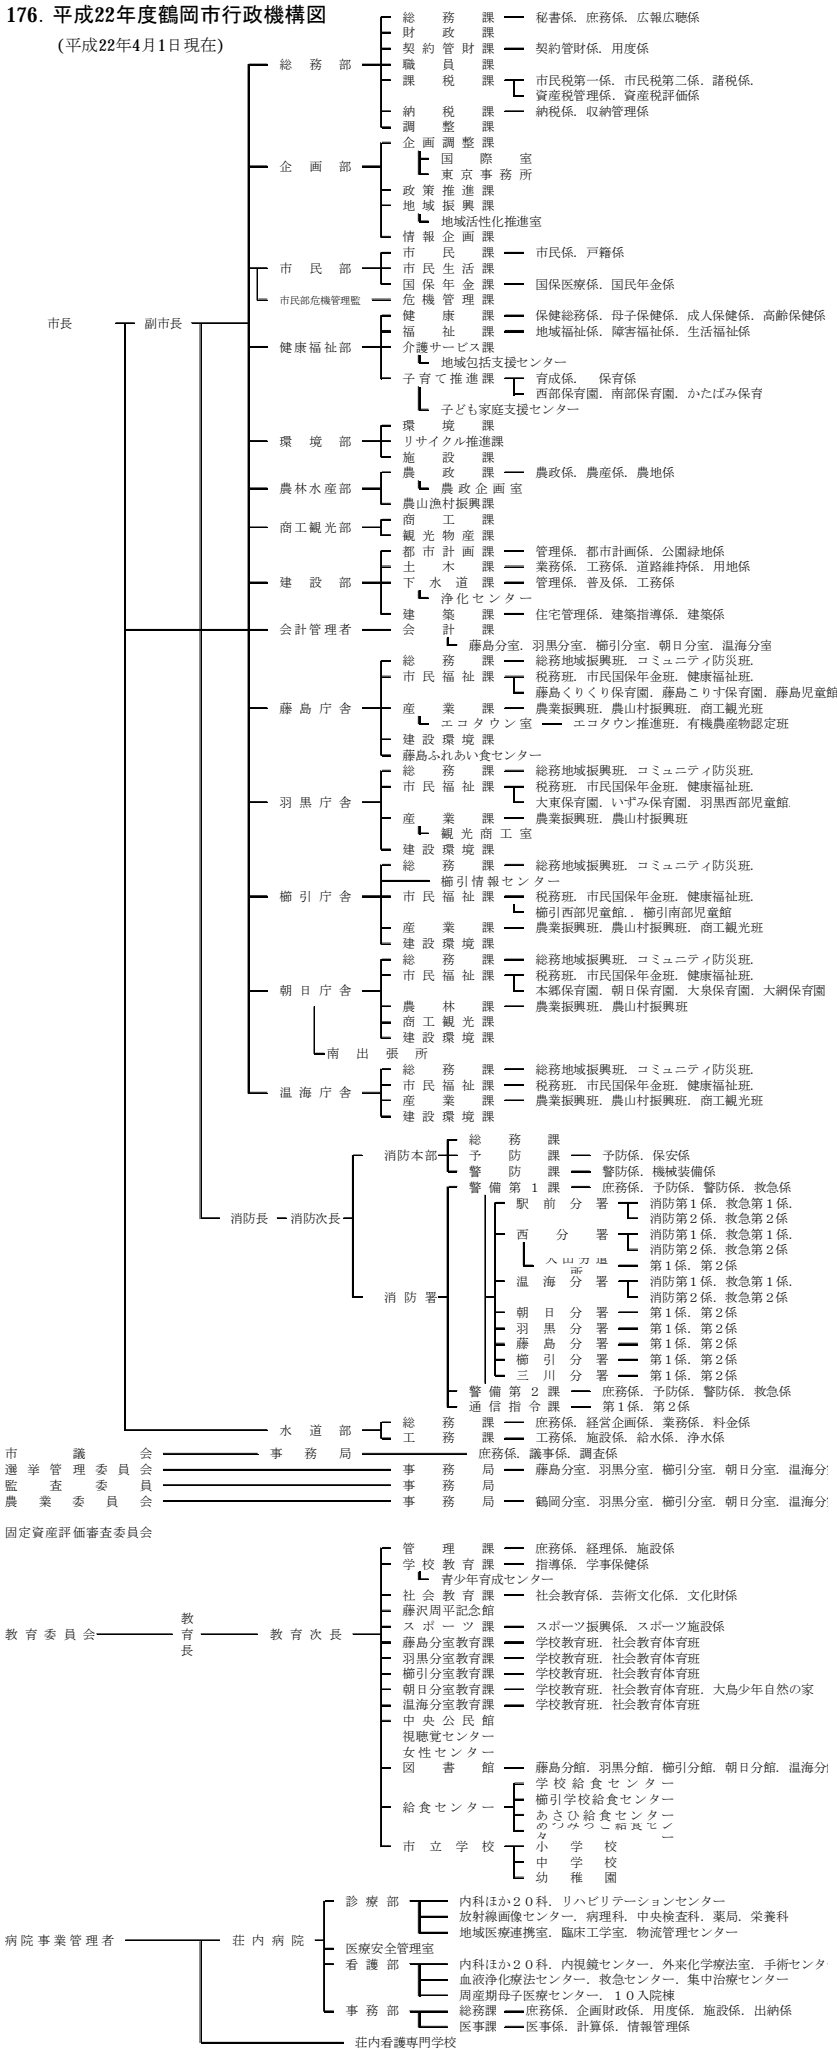 176. 平成22年度鶴岡市行政機構図
(平成22年4月1日現在)
総務課 秘書係. 庶務係. 広報広聴係
財政課
契約管財課 契約管財係. 用度係
総務部 職員課
課税課 市民税第一係. 市民税第二係. 諸税係.
資産税管理係. 資産税評価係
納税課 納税係. 収納管理係
調整課
企画調整課
国際室
企画部
東京事務所
政策推進課
地域振興課
地域活性化推進室
情報企画課
市民課 市民係. 戸籍係
市民部 市民生活課
国保年金課 国保医療係. 国民年金係
市民部危機管理監 危機管理課
健康課 保健総務係. 母子保健係. 成人保健係. 高齢保健係
市長 副市長
福祉課 地域福祉係. 障害福祉係. 生活福祉係
健康福祉部 介護サービス課
地域包括支援センター
子育て推進課 育成係. 保育係
西部保育園. 南部保育園. かたばみ保育
子ども家庭支援センター
環境課
環境部 リサイクル推進課
施設課
農政課 農政係. 農産係. 農地係
農林水産部 農政企画室
農山漁村振興課
商工課
商工観光部
観光物産課
都市計画課 管理係. 都市計画係. 公園緑地係
土木課 業務係. 工務係. 道路維持係. 用地係
建設部 下水道課 管理係. 普及係. 工務係
浄化センター
建築課 住宅管理係. 建築指導係. 建築係
会計管理者 会計課
藤島分室. 羽黒分室. 櫛引分室. 朝日分室. 温海分室
総務課 総務地域振興班. コミュニティ防災班.
市民福祉課 税務班. 市民国保年金班. 健康福祉班.
藤島くりくり保育園. 藤島こりす保育園. 藤島児童館
藤島庁舎 産業課 農業振興班. 農山村振興班. 商工観光班
エコタウン室 エコタウン推進班. 有機農産物認定班
建設環境課
藤島ふれあい食センター
総務課 総務地域振興班. コミュニティ防災班.
市民福祉課 税務班. 市民国保年金班. 健康福祉班.
羽黒庁舎 大東保育園. いずみ保育園. 羽黒西部児童館
産業課 農業振興班. 農山村振興班
観光商工室
建設環境課
総務課 総務地域振興班. コミュニティ防災班.
櫛引情報センター
櫛引庁舎 市民福祉課 税務班. 市民国保年金班. 健康福祉班.
櫛引西部児童館.. 櫛引南部児童館
産業課 農業振興班. 農山村振興班. 商工観光班
建設環境課
総務課 総務地域振興班. コミュニティ防災班.
市民福祉課 税務班. 市民国保年金班. 健康福祉班.
朝日庁舎 本郷保育園. 朝日保育園. 大泉保育園. 大網保育園
農林課 農業振興班. 農山村振興班
商工観光課
建設環境課
南出張所
総務課 総務地域振興班. コミュニティ防災班.
市民福祉課 税務班. 市民国保年金班. 健康福祉班.
温海庁舎 産業課 農業振興班. 農山村振興班. 商工観光班
建設環境課
総務課
消防本部 予防課 予防係. 保安係
警防課 警防係. 機械装備係
警備第1課 庶務係. 予防係. 警防係. 救急係
駅前分署 消防第1係. 救急第1係.
消防長 消防次長 消防第2係. 救急第2係
西分署 消防第1係. 救急第1係.
消防第2係. 救急第2係
第1係. 第2係
温海分署 消防第1係. 救急第1係.
消防署 消防第2係. 救急第2係
朝日分署 第1係. 第2係
羽黒分署 第1係. 第2係
藤島分署 第1係. 第2係
櫛引分署 第1係. 第2係
三川分署 第1係. 第2係
警備第2課 庶務係. 予防係. 警防係. 救急係
通信指令課 第1係. 第2係
総務課 庶務係. 経営企画係. 業務係. 料金係
水道部
工務課 工務係. 施設係. 給水係. 浄水係
市議会 事務局 庶務係. 議事係. 調査係
選挙管理委員会 事務局 藤島分室. 羽黒分室. 櫛引分室. 朝日分室. 温海分
監査委員 事務局
農業委員会 事務局 鶴岡分室. 羽黒分室. 櫛引分室. 朝日分室. 温海分
固定資産評価審査委員会
管理課 庶務係. 経理係. 施設係
学校教育課 指導係. 学事保健係
青少年育成センター
社会教育課 社会教育係. 芸術文化係. 文化財係
藤沢周平記念館
スポーツ課 スポーツ振興係. スポーツ施設係
教育委員会 教育長 教育次長
藤島分室教育課 学校教育班. 社会教育体育班
羽黒分室教育課 学校教育班. 社会教育体育班
櫛引分室教育課 学校教育班. 社会教育体育班
朝日分室教育課 学校教育班. 社会教育体育班. 大鳥少年自然の家
温海分室教育課 学校教育班. 社会教育体育班
中央公民館
視聴覚センター
女性センター
図書館 藤島分館. 羽黒分館. 櫛引分館. 朝日分館. 温海分
学校給食センター
櫛引学校給食センター
給食センター
あさひ給食センター
市立学校 小学校
中学校
幼稚園
診療部 内科ほか20科. リハビリテーションセンター
放射線画像センター. 病理科. 中央検査科. 薬局. 栄養科
地域医療連携室. 臨床工学室. 物流管理センター
病院事業管理者 荘内病院
医療安全管理室
看護部 内科ほか20科. 内視鏡センター. 外来化学療法室. 手術センタ
血液浄化療法センター. 救急センター. 集中治療センター
周産期母子医療センター. 10入院棟
事務部 総務課 庶務係. 企画財政係. 用度係. 施設係. 出納係
医事課 医事係. 計算係. 情報管理係
荘内看護専門学校